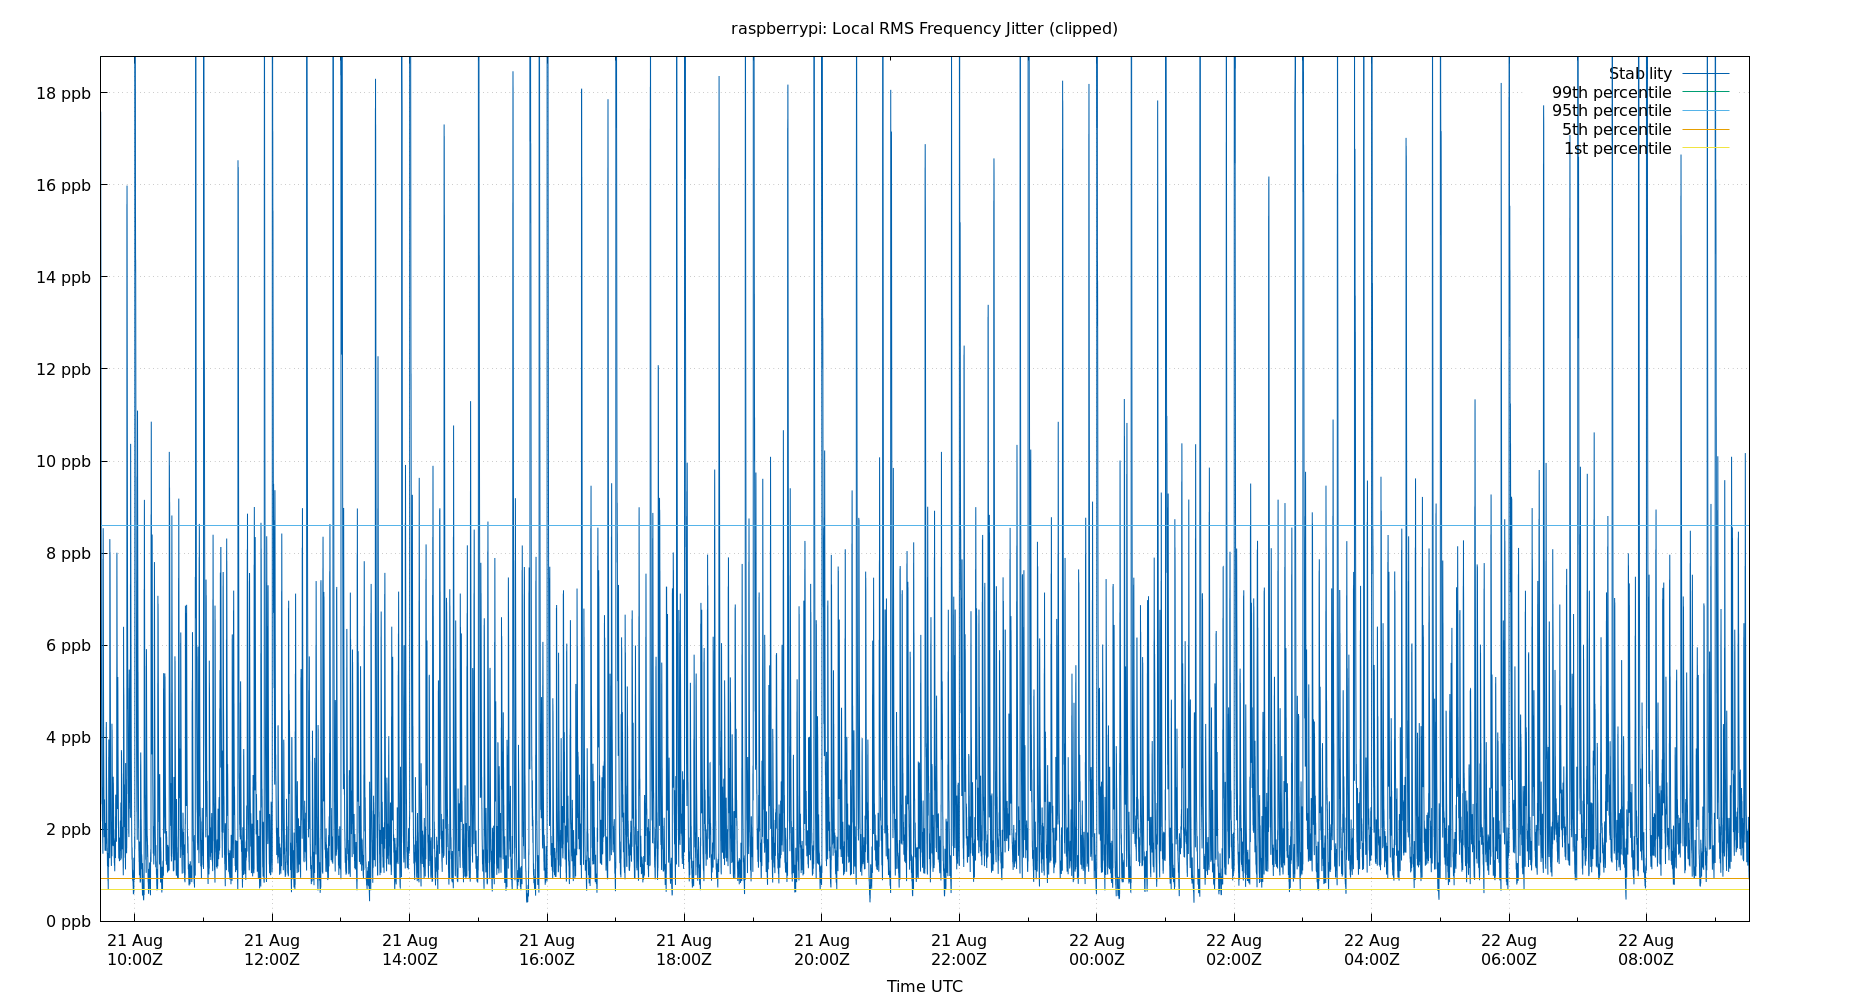 raspberrypi: Local RMS Frequency Jitter (clipped)
Stability
99th percentile
95th percentile
5th percentile
1st percentile
18 ppb
16 ppb
14 ppb
12 ppb
10 ppb
8 ppb
6 ppb
4 ppb
2 ppb
0 ppb
21 Aug 21 Aug 21 Aug 21 Aug 21 Aug 21 Aug 21 Aug 22 Aug 22 Aug 22 Aug 22 Aug 22 Aug
10:00Z 12:00Z 14:00Z 16:00Z 18:00Z 20:00Z 22:00Z 00:00Z 02:00Z 04:00Z 06:00Z 08:00Z
Time UTC